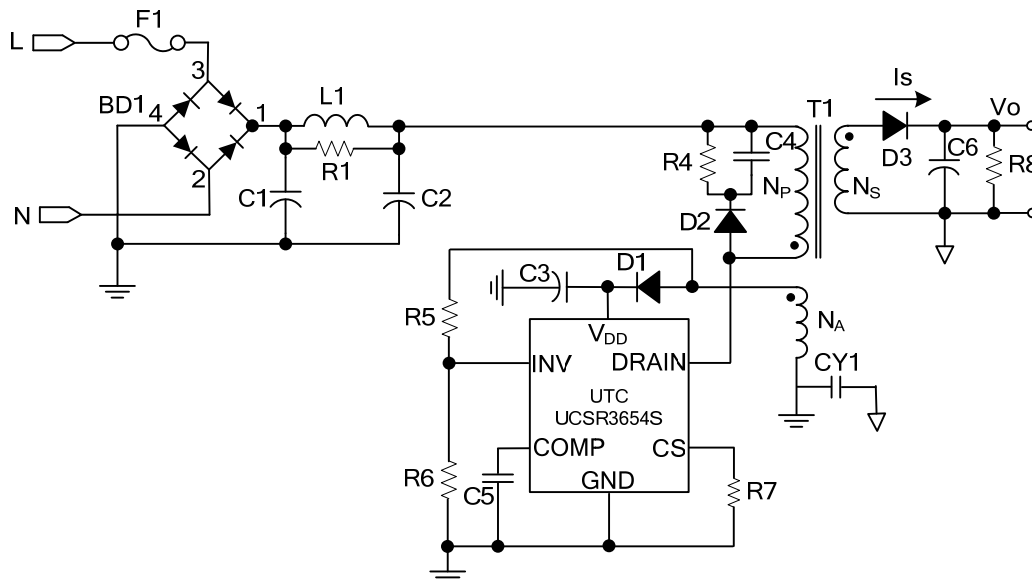 F1
L
3
Is
BD1
4
1
L1
T1
Vo
R1
R4
C4
D3
C6
R8
2
C1
C2
NP
NS
N
D2
C3
D1
R5
VDD
NA
INV
DRAIN
CY1
UTC
UCSR3654S
COMP
CS
R6
C5
GND
R7